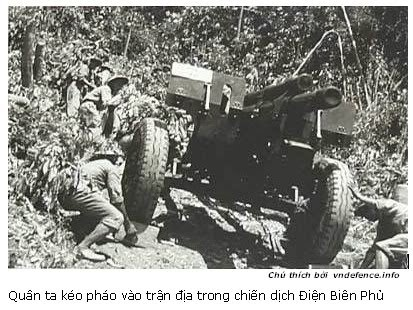 Chú thích bởi vndefence.info
Quân ta kéo pháo vào trận địa trong chiến dịch Điện Biên Phủ